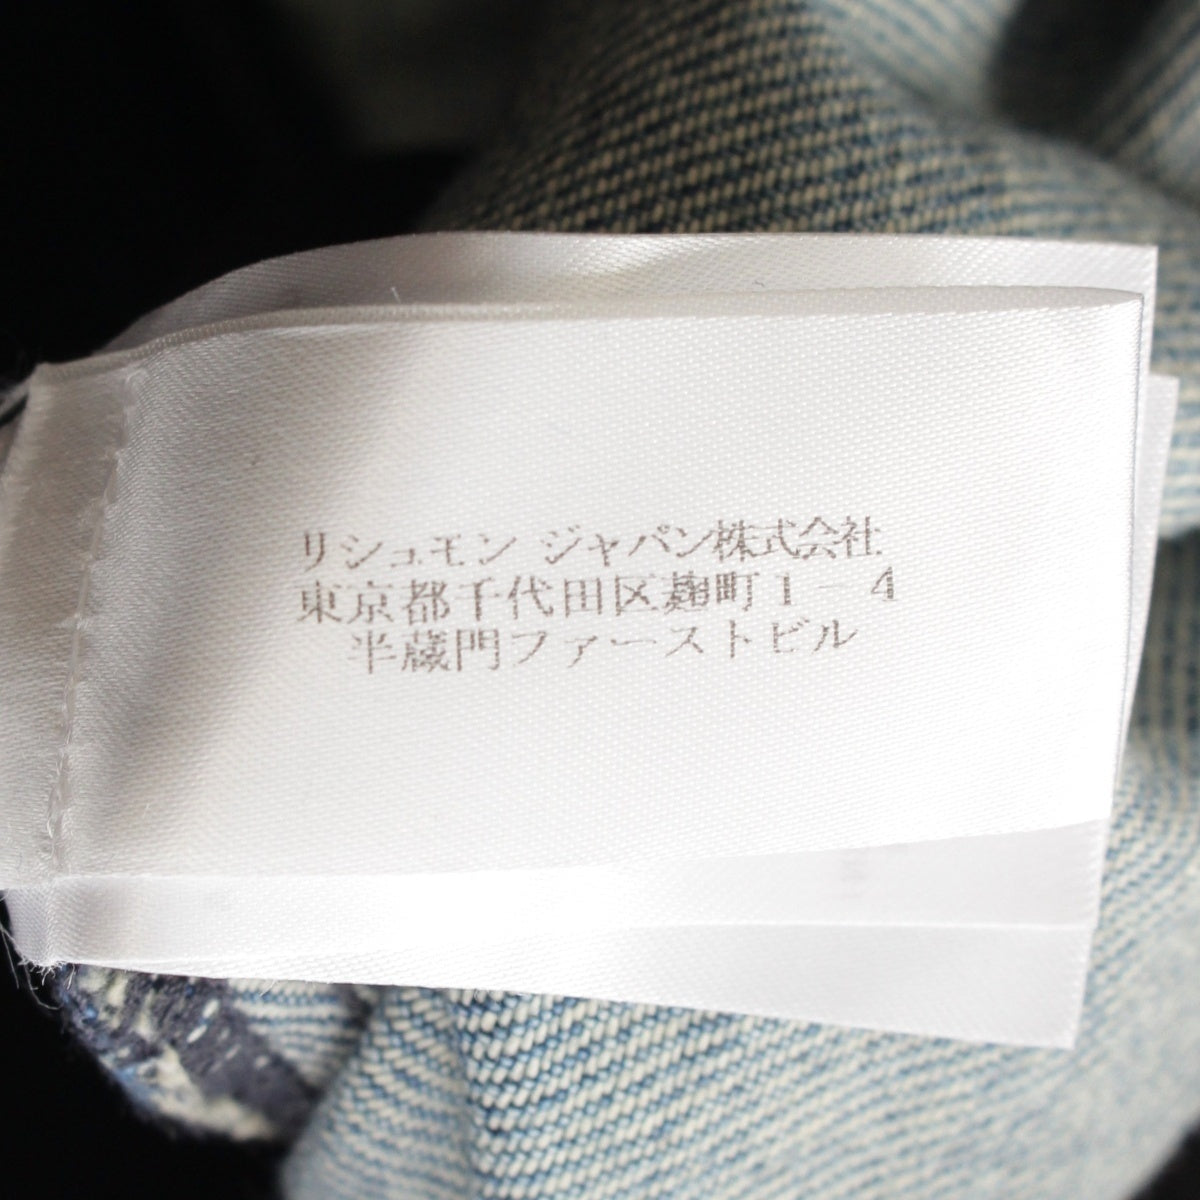 リシュモン ジャパン株式会社
東京都千代田区麹町1-4
半蔵門ファーストビル